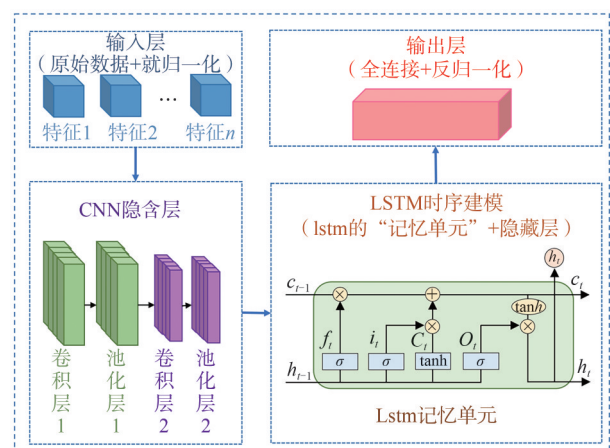 输入层
（原始数据+就归一化）
…
特征1 特征2 特征n
输出层
（全连接+反归一化）
CNN隐含层
卷积层1
池化层1
卷积层2
池化层2
LSTM时序建模
（lstm的“记忆单元”+隐藏层）
h_t
c_{t-1} × + c_t
tanh
f_t i_t × C_t O_t ×
σ σ tanh σ
h_{t-1} h_t
Lstm记忆单元